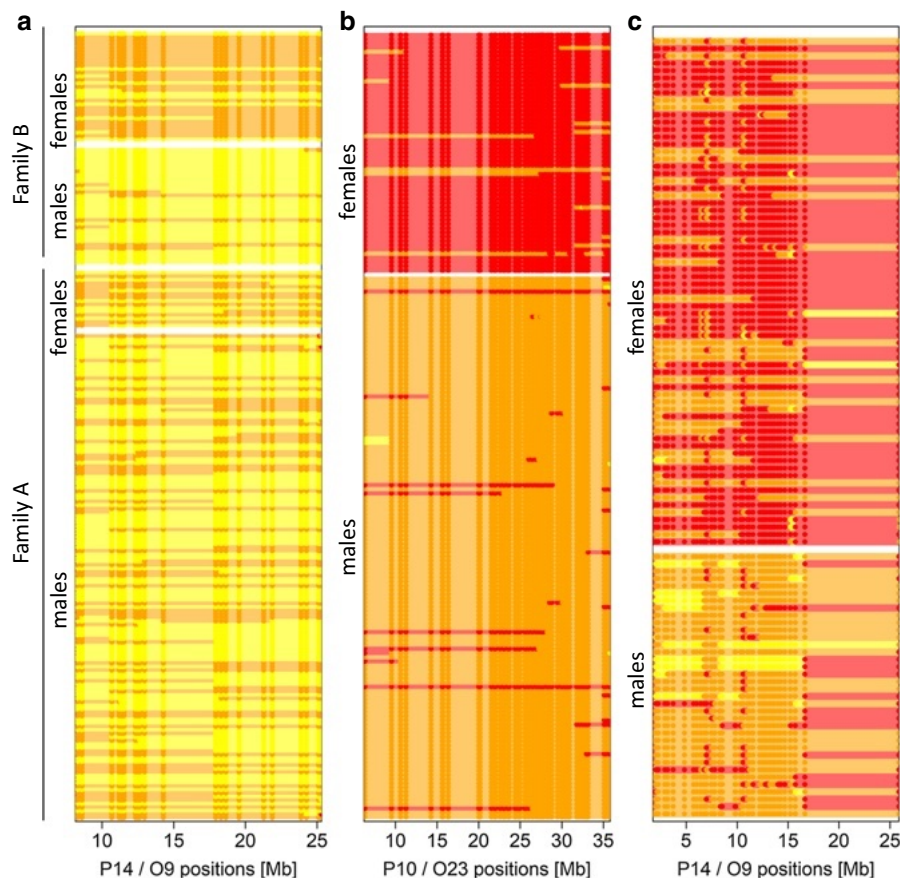 a
b
c
Family B
females
males
Family A
females
males
females
males
females
males
10 15 20 25
10 15 20 25 30 35
5 10 15 20 25
P14 / O9 positions [Mb]
P10 / O23 positions [Mb]
P14 / O9 positions [Mb]